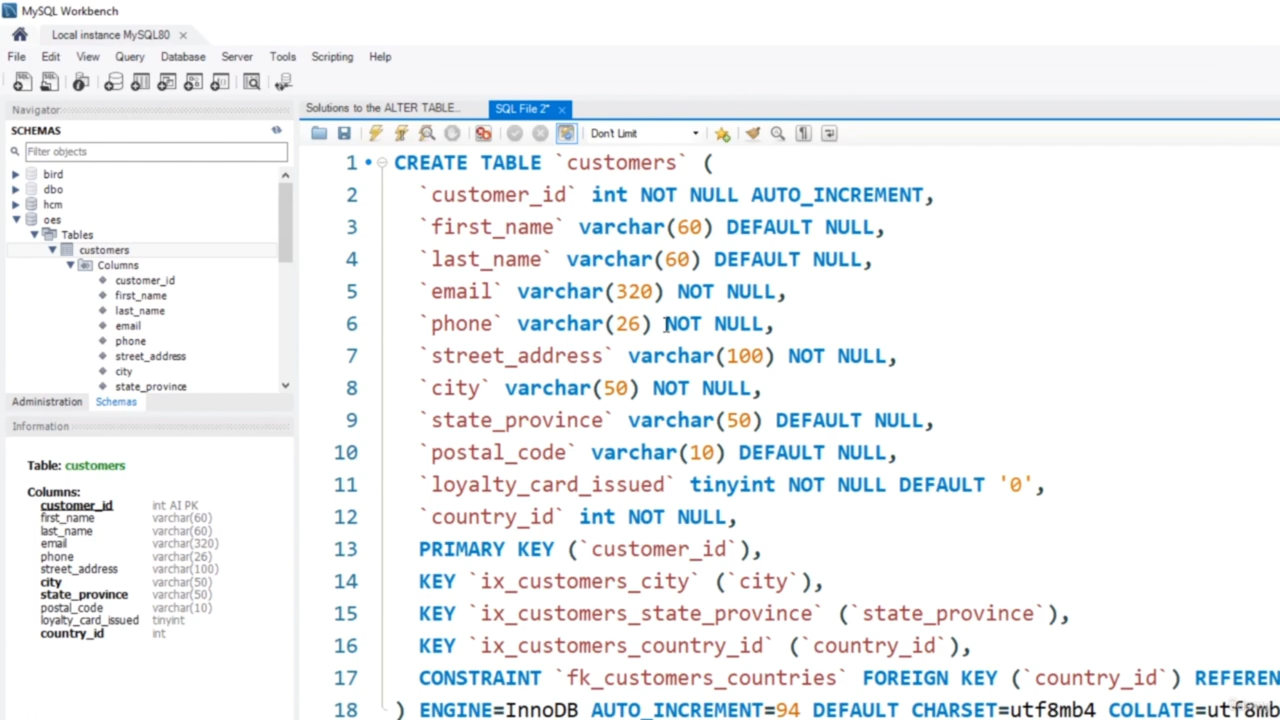 MySQL Workbench
Local instance MySQL80
File Edit View Query Database Server Tools Scripting Help
Navigator
SCHEMAS
Filter objects
bird
dbo
hcm
oes
Tables
customers
Columns
customer_id
first_name
last_name
email
phone
street_address
city
state_province
Administration Schemas
Information
Table: customers
Columns:
customer_id int AI PK
first_name varchar(60)
last_name varchar(60)
email varchar(320)
phone varchar(26)
street_address varchar(100)
city varchar(50)
state_province varchar(50)
postal_code varchar(10)
loyalty_card_issued tinyint
country_id int
Solutions to the ALTER TABLE... SQL File 2*
Don't Limit
1 CREATE TABLE `customers` (
2 `customer_id` int NOT NULL AUTO_INCREMENT,
3 `first_name` varchar(60) DEFAULT NULL,
4 `last_name` varchar(60) DEFAULT NULL,
5 `email` varchar(320) NOT NULL,
6 `phone` varchar(26) NOT NULL,
7 `street_address` varchar(100) NOT NULL,
8 `city` varchar(50) NOT NULL,
9 `state_province` varchar(50) DEFAULT NULL,
10 `postal_code` varchar(10) DEFAULT NULL,
11 `loyalty_card_issued` tinyint NOT NULL DEFAULT '0',
12 `country_id` int NOT NULL,
13 PRIMARY KEY (`customer_id`),
14 KEY `ix_customers_city` (`city`),
15 KEY `ix_customers_state_province` (`state_province`),
16 KEY `ix_customers_country_id` (`country_id`),
17 CONSTRAINT `fk_customers_countries` FOREIGN KEY (`country_id`) REFEREN
18 ) ENGINE=InnoDB AUTO_INCREMENT=94 DEFAULT CHARSET=utf8mb4 COLLATE=utf8mb